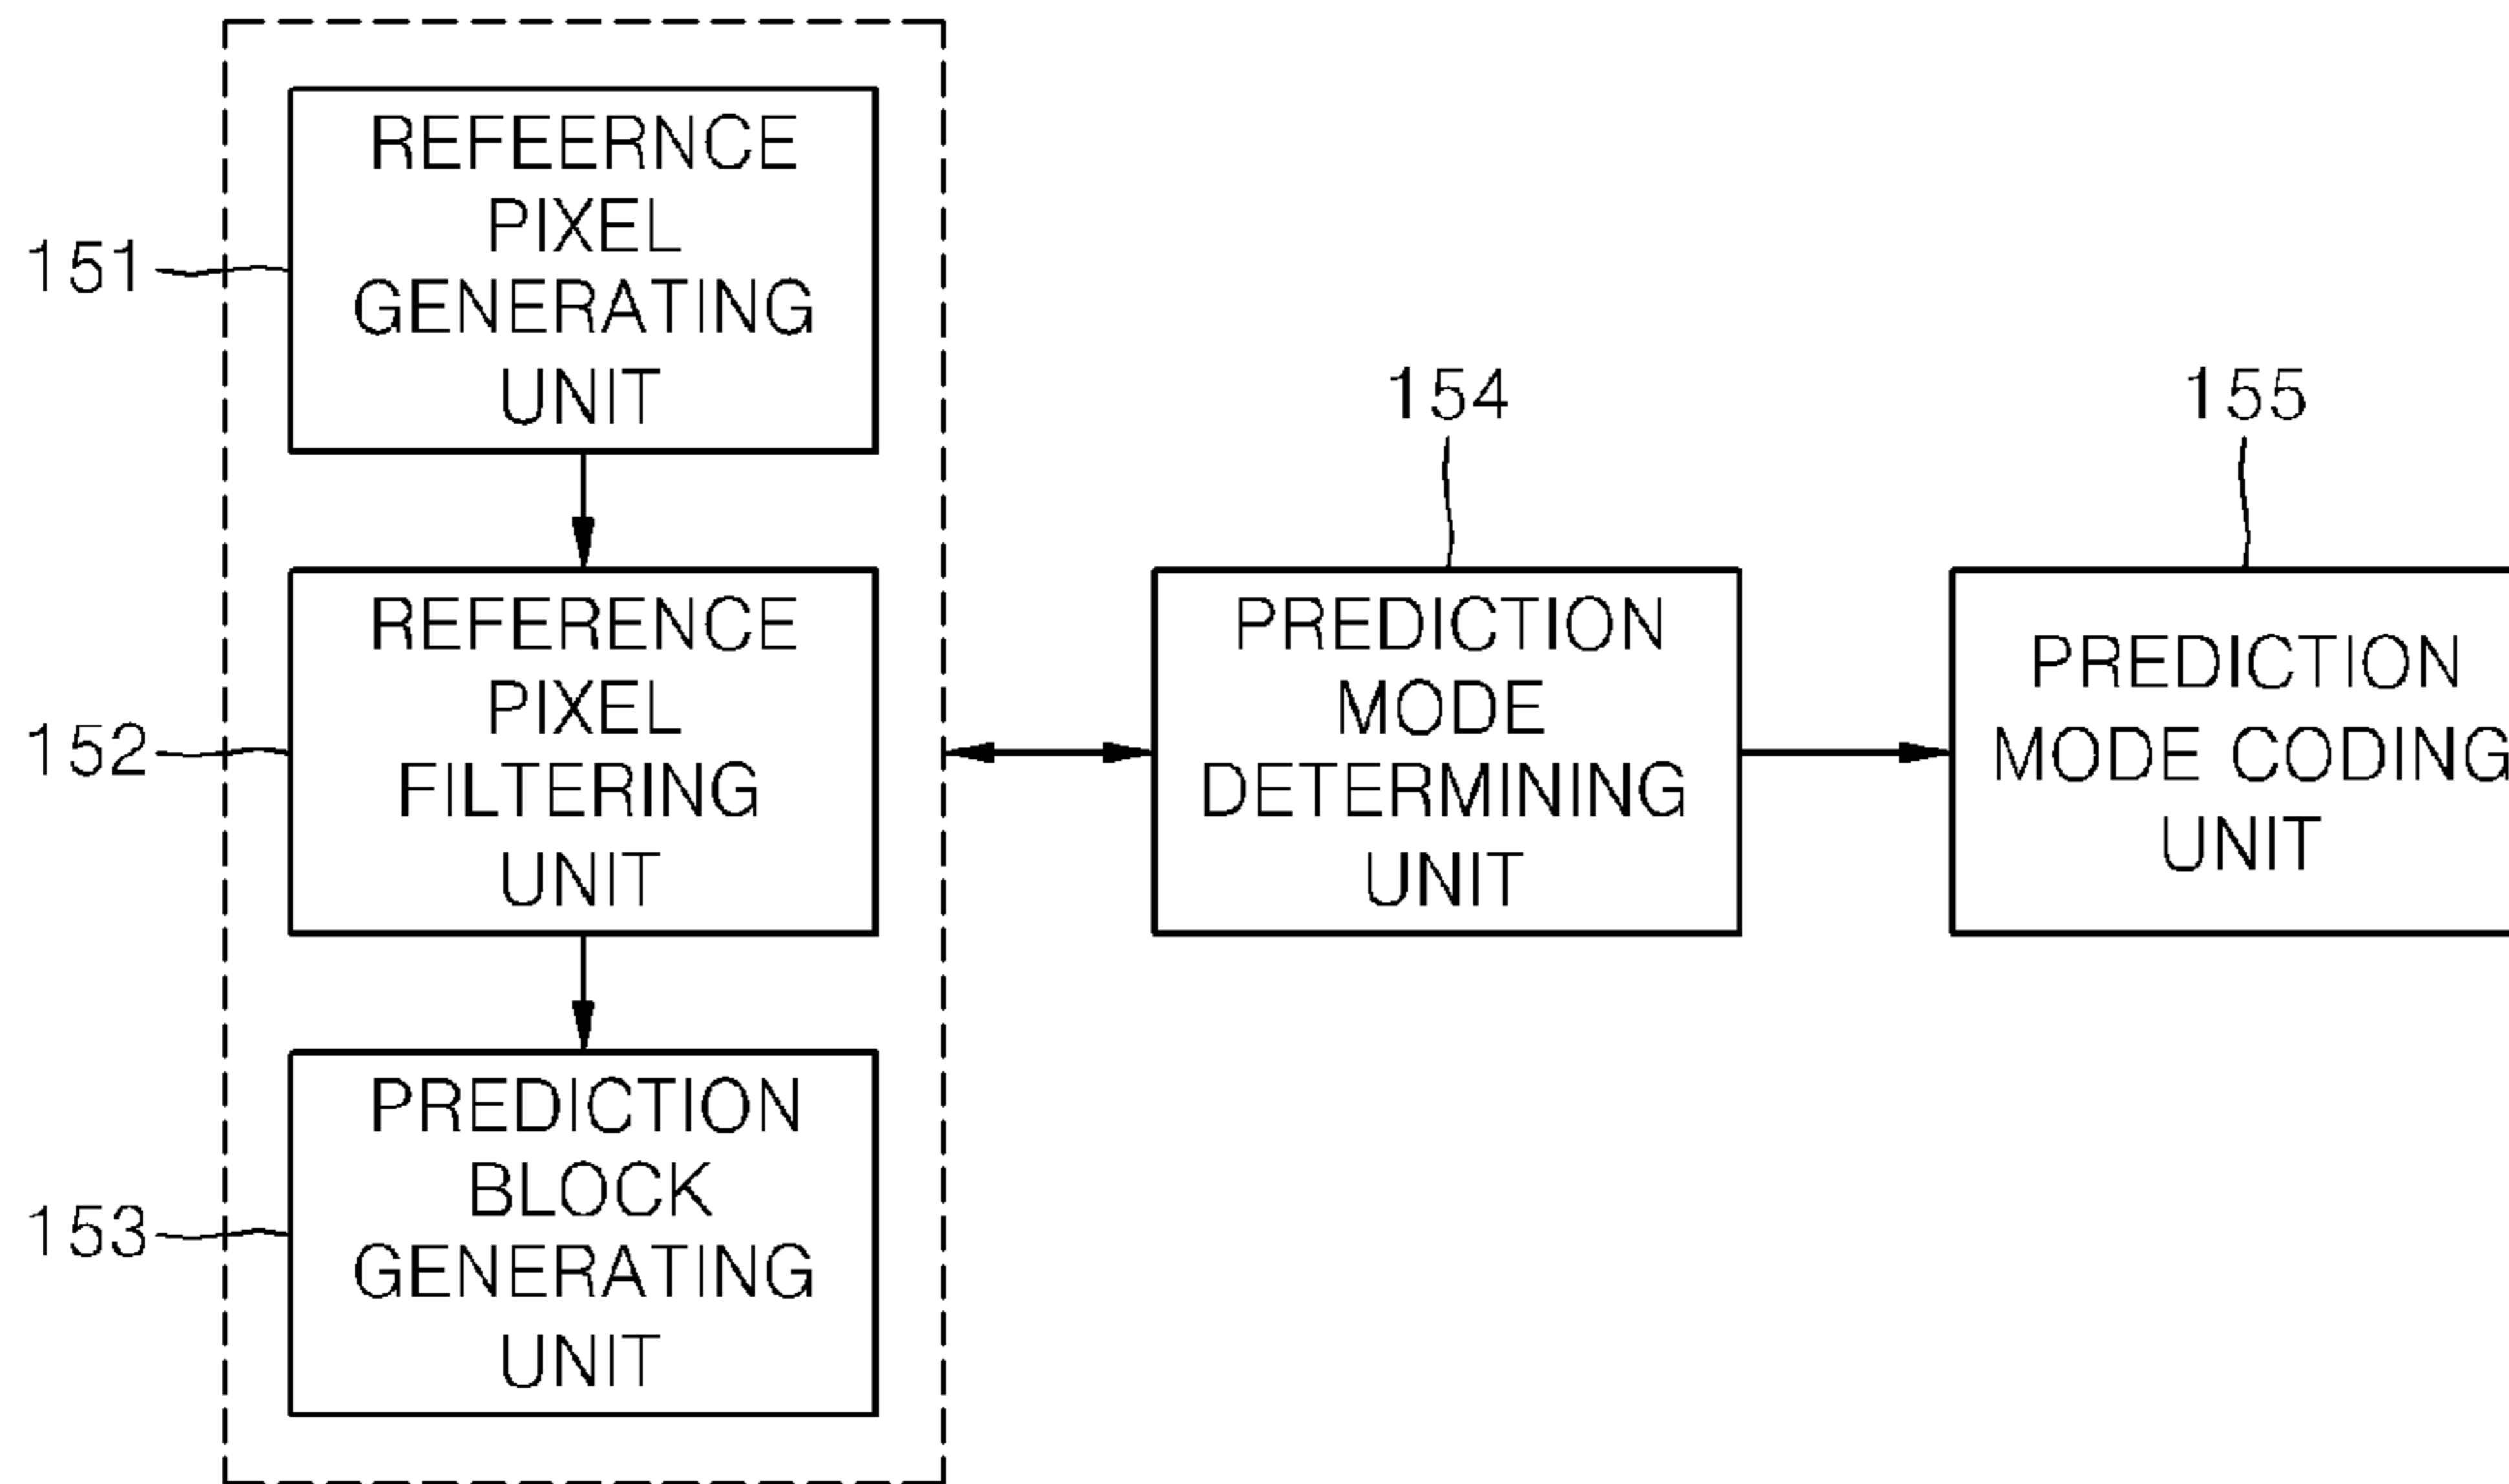 151
REFEERNCE
PIXEL
GENERATING
UNIT
152
REFERENCE
PIXEL
FILTERING
UNIT
153
PREDICTION
BLOCK
GENERATING
UNIT
154
PREDICTION
MODE
DETERMINING
UNIT
155
PREDICTION
MODE CODING
UNIT